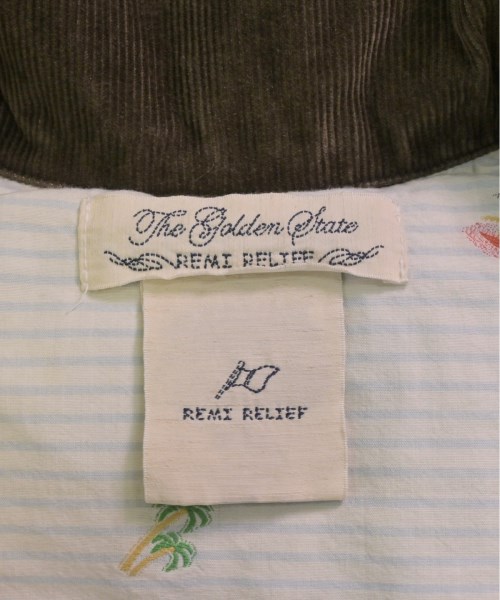 The Golden State
REMI RELIEF
REMI RELIEF